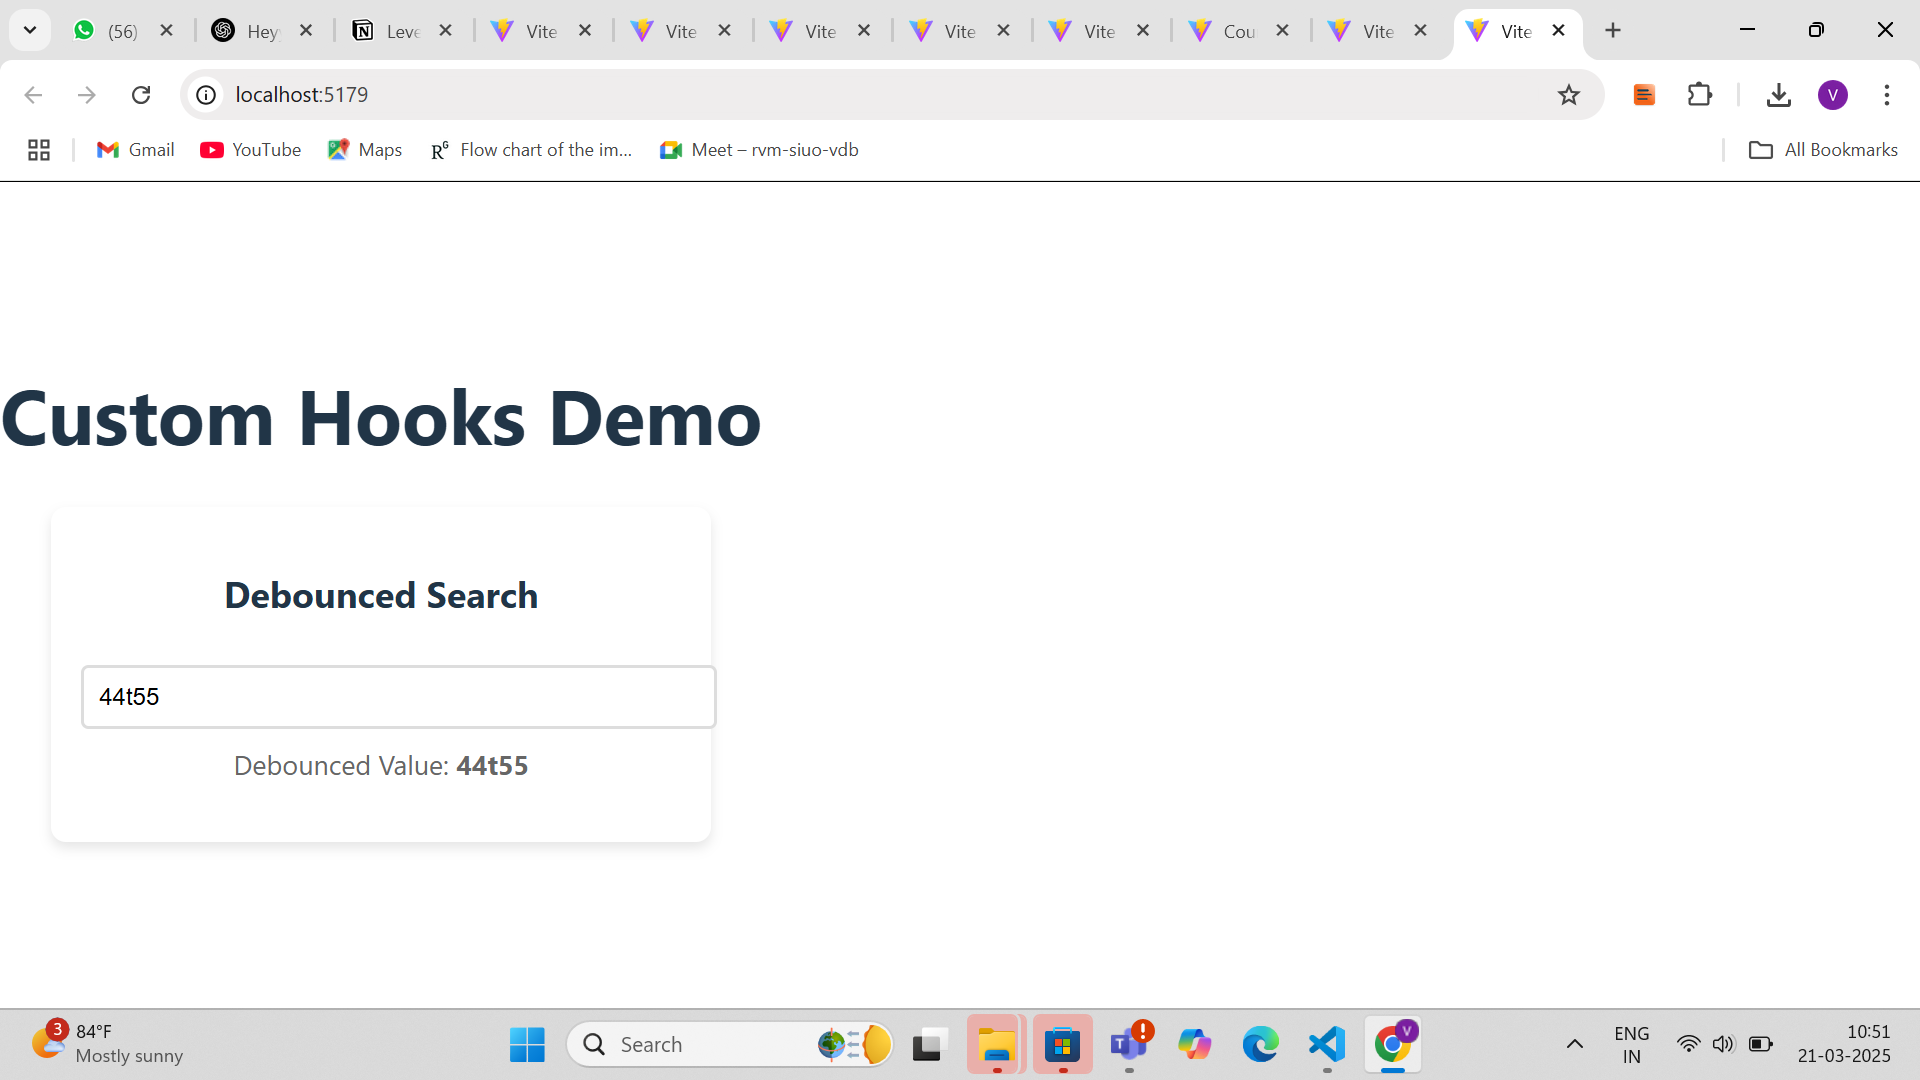 (56)
Hey
Leve
Vite
Vite
Vite
Vite
Vite
Cou
Vite
Vite
localhost:5179
V
Gmail
YouTube
Maps
RG
Flow chart of the im...
Meet – rvm-siuo-vdb
All Bookmarks
Custom Hooks Demo
Debounced Search
44t55
Debounced Value: 44t55
3
84°F
Mostly sunny
Search
V
ENG
IN
10:51
21-03-2025